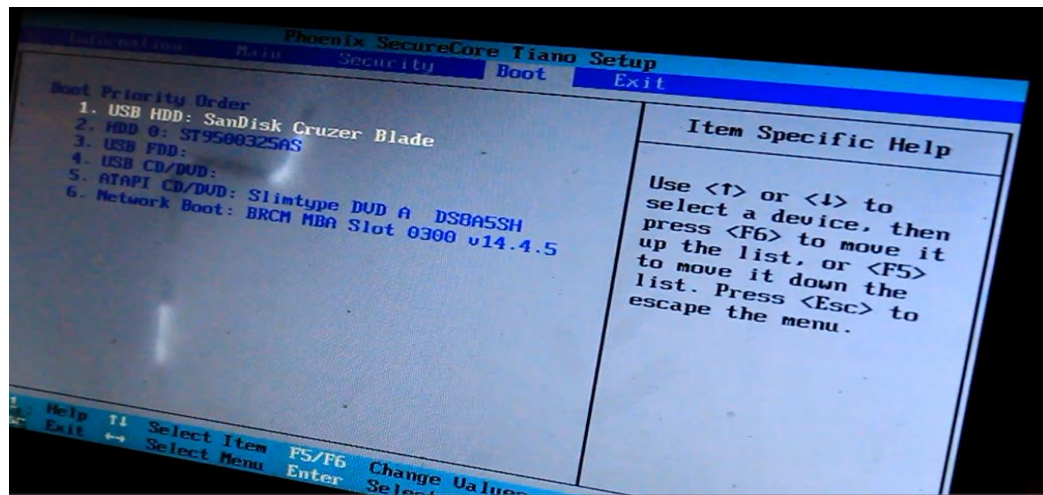 Phoenix SecureCore Tiano Setup
Information Main Security Boot Exit
Boot Priority Order
1. USB HDD: SanDisk Cruzer Blade
2. HDD 0: ST9500325AS
3. USB FDD:
4. USB CD/DVD:
5. ATAPI CD/DVD: Slimtype DVD A DS8A5SH
6. Network Boot: BRCM MBA Slot 0300 v14.4.5
Item Specific Help
Use <↑> or <↓> to
select a device, then
press <F6> to move it
up the list, or <F5>
to move it down the
list. Press <Esc> to
escape the menu.
Help ↑↓ Select Item F5/F6 Change Values
Exit ←→ Select Menu Enter